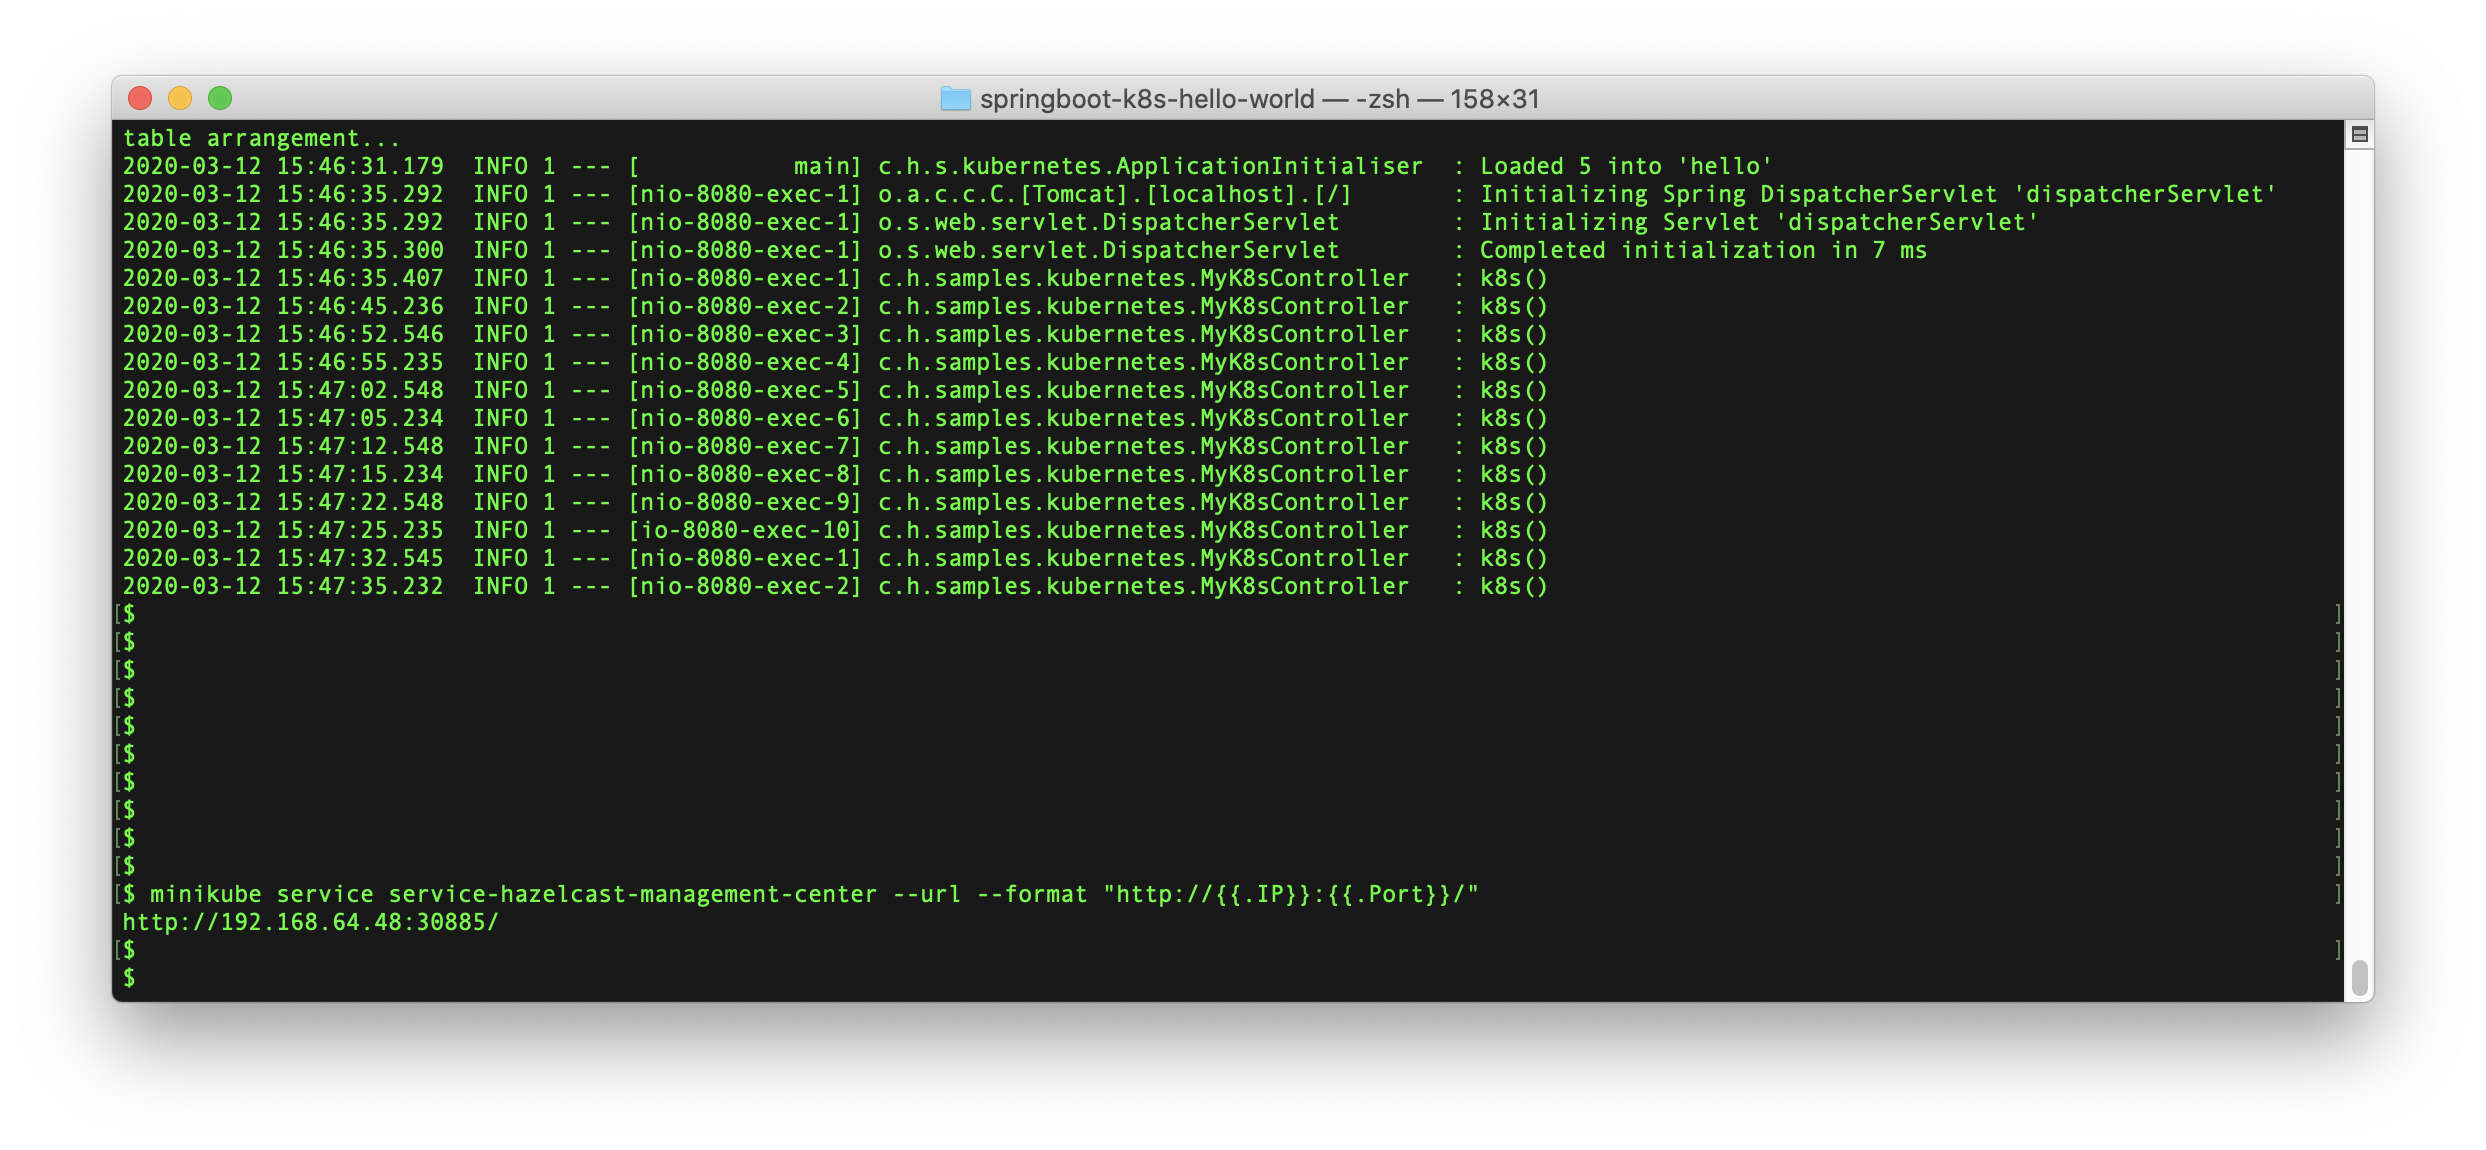 springboot-k8s-hello-world — -zsh — 158×31
table arrangement...
2020-03-12 15:46:31.179  INFO 1 --- [           main] c.h.s.kubernetes.ApplicationInitialiser  : Loaded 5 into 'hello'
2020-03-12 15:46:35.292  INFO 1 --- [nio-8080-exec-1] o.a.c.c.C.[Tomcat].[localhost].[/]       : Initializing Spring DispatcherServlet 'dispatcherServlet'
2020-03-12 15:46:35.292  INFO 1 --- [nio-8080-exec-1] o.s.web.servlet.DispatcherServlet        : Initializing Servlet 'dispatcherServlet'
2020-03-12 15:46:35.300  INFO 1 --- [nio-8080-exec-1] o.s.web.servlet.DispatcherServlet        : Completed initialization in 7 ms
2020-03-12 15:46:35.407  INFO 1 --- [nio-8080-exec-1] c.h.samples.kubernetes.MyK8sController   : k8s()
2020-03-12 15:46:45.236  INFO 1 --- [nio-8080-exec-2] c.h.samples.kubernetes.MyK8sController   : k8s()
2020-03-12 15:46:52.546  INFO 1 --- [nio-8080-exec-3] c.h.samples.kubernetes.MyK8sController   : k8s()
2020-03-12 15:46:55.235  INFO 1 --- [nio-8080-exec-4] c.h.samples.kubernetes.MyK8sController   : k8s()
2020-03-12 15:47:02.548  INFO 1 --- [nio-8080-exec-5] c.h.samples.kubernetes.MyK8sController   : k8s()
2020-03-12 15:47:05.234  INFO 1 --- [nio-8080-exec-6] c.h.samples.kubernetes.MyK8sController   : k8s()
2020-03-12 15:47:12.548  INFO 1 --- [nio-8080-exec-7] c.h.samples.kubernetes.MyK8sController   : k8s()
2020-03-12 15:47:15.234  INFO 1 --- [nio-8080-exec-8] c.h.samples.kubernetes.MyK8sController   : k8s()
2020-03-12 15:47:22.548  INFO 1 --- [nio-8080-exec-9] c.h.samples.kubernetes.MyK8sController   : k8s()
2020-03-12 15:47:25.235  INFO 1 --- [io-8080-exec-10] c.h.samples.kubernetes.MyK8sController   : k8s()
2020-03-12 15:47:32.545  INFO 1 --- [nio-8080-exec-1] c.h.samples.kubernetes.MyK8sController   : k8s()
2020-03-12 15:47:35.232  INFO 1 --- [nio-8080-exec-2] c.h.samples.kubernetes.MyK8sController   : k8s()
[$ ]
[$ ]
[$ ]
[$ ]
[$ ]
[$ ]
[$ ]
[$ ]
[$ ]
[$ ]
[$ minikube service service-hazelcast-management-center --url --format "http://{{.IP}}:{{.Port}}/" ]
http://192.168.64.48:30885/
[$ ]
$